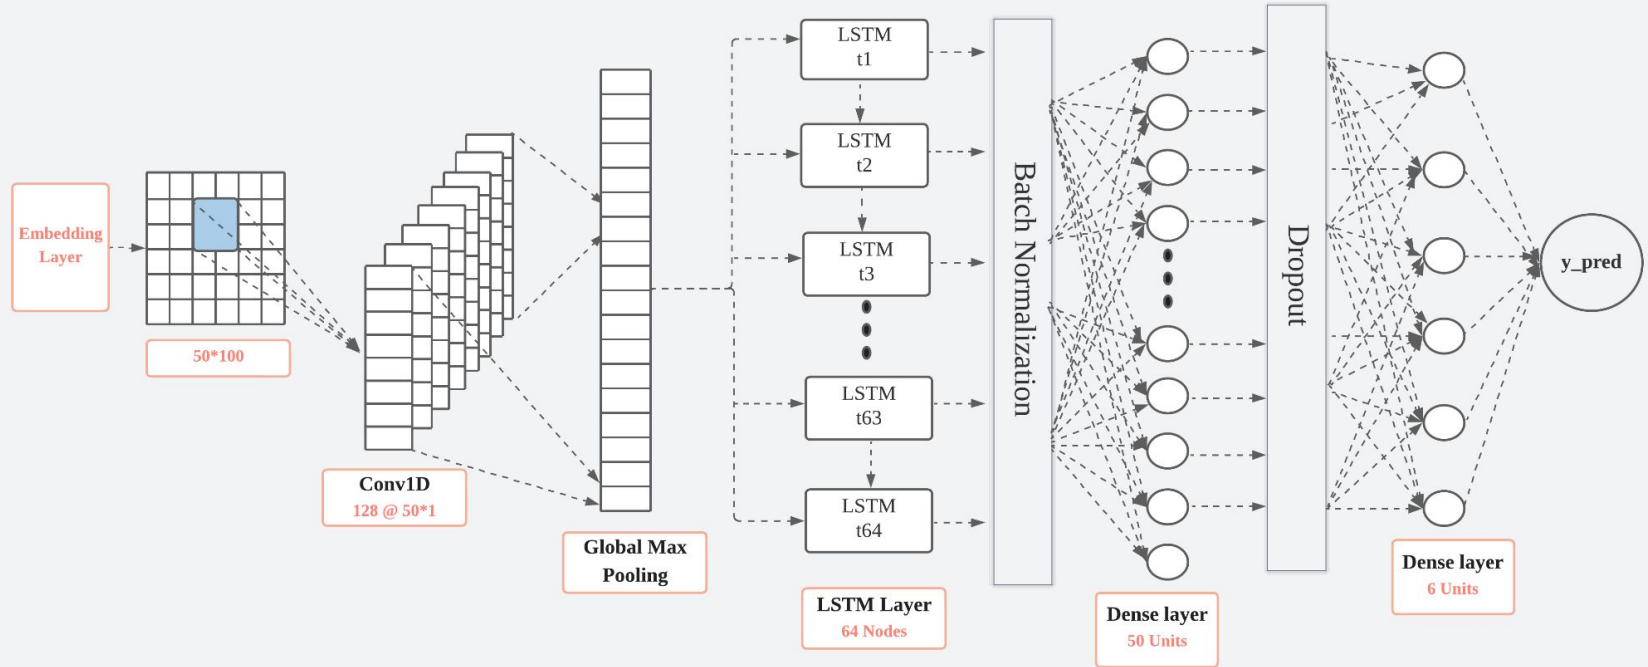 Embedding
Layer
50*100
Conv1D
128 @ 50*1
Global Max
Pooling
LSTM
t1
LSTM
t2
LSTM
t3
LSTM
t63
LSTM
t64
LSTM Layer
64 Nodes
Batch Normalization
Dense layer
50 Units
Dropout
Dense layer
6 Units
y_pred